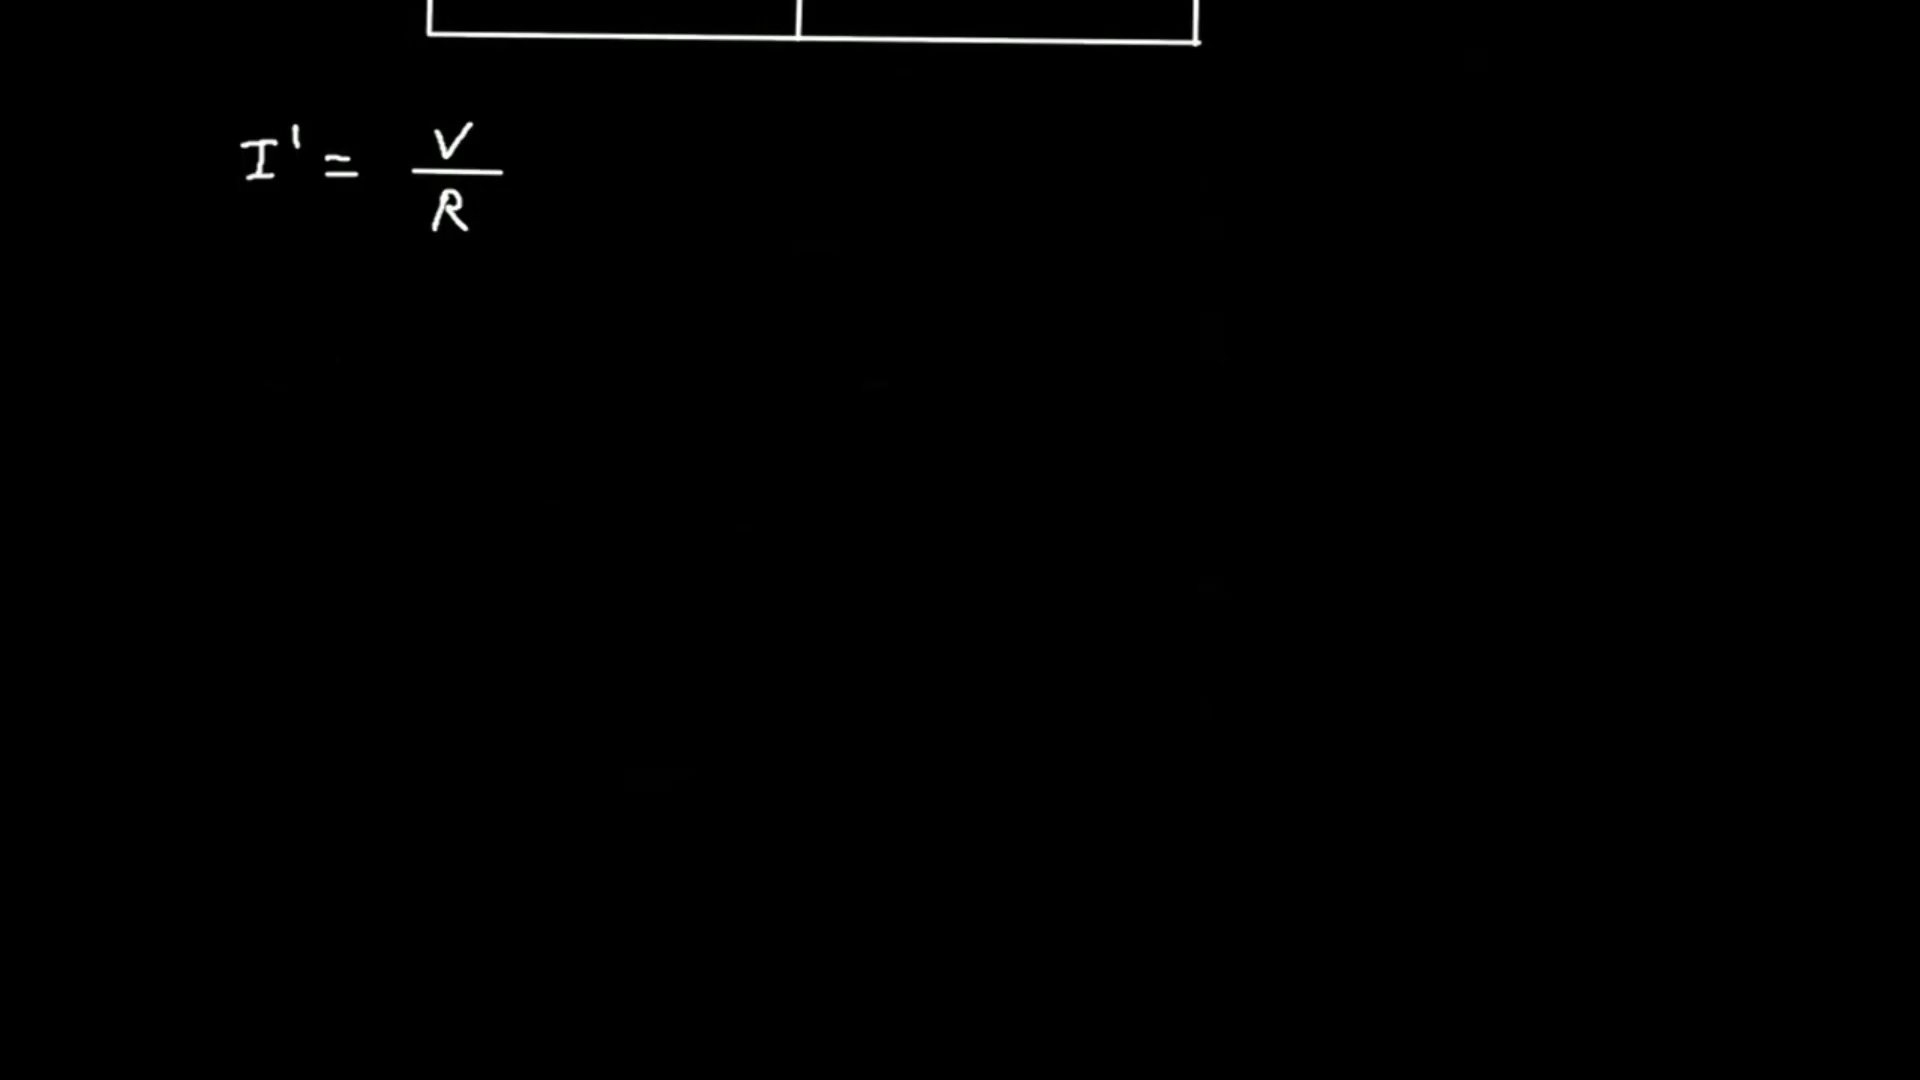 I' = V/R